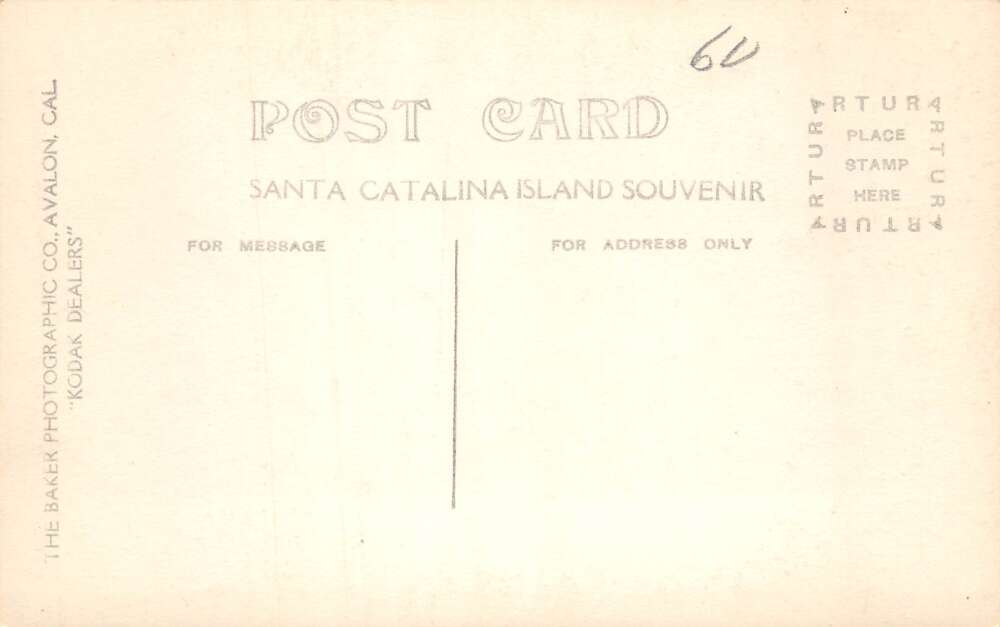 POST CARD
SANTA CATALINA ISLAND SOUVENIR
FOR MESSAGE
FOR ADDRESS ONLY
ARTURA
ARTURA
ARTURA
ARTURA
PLACE
STAMP
HERE
THE BAKER PHOTOGRAPHIC CO., AVALON, CAL.
"KODAK DEALERS"